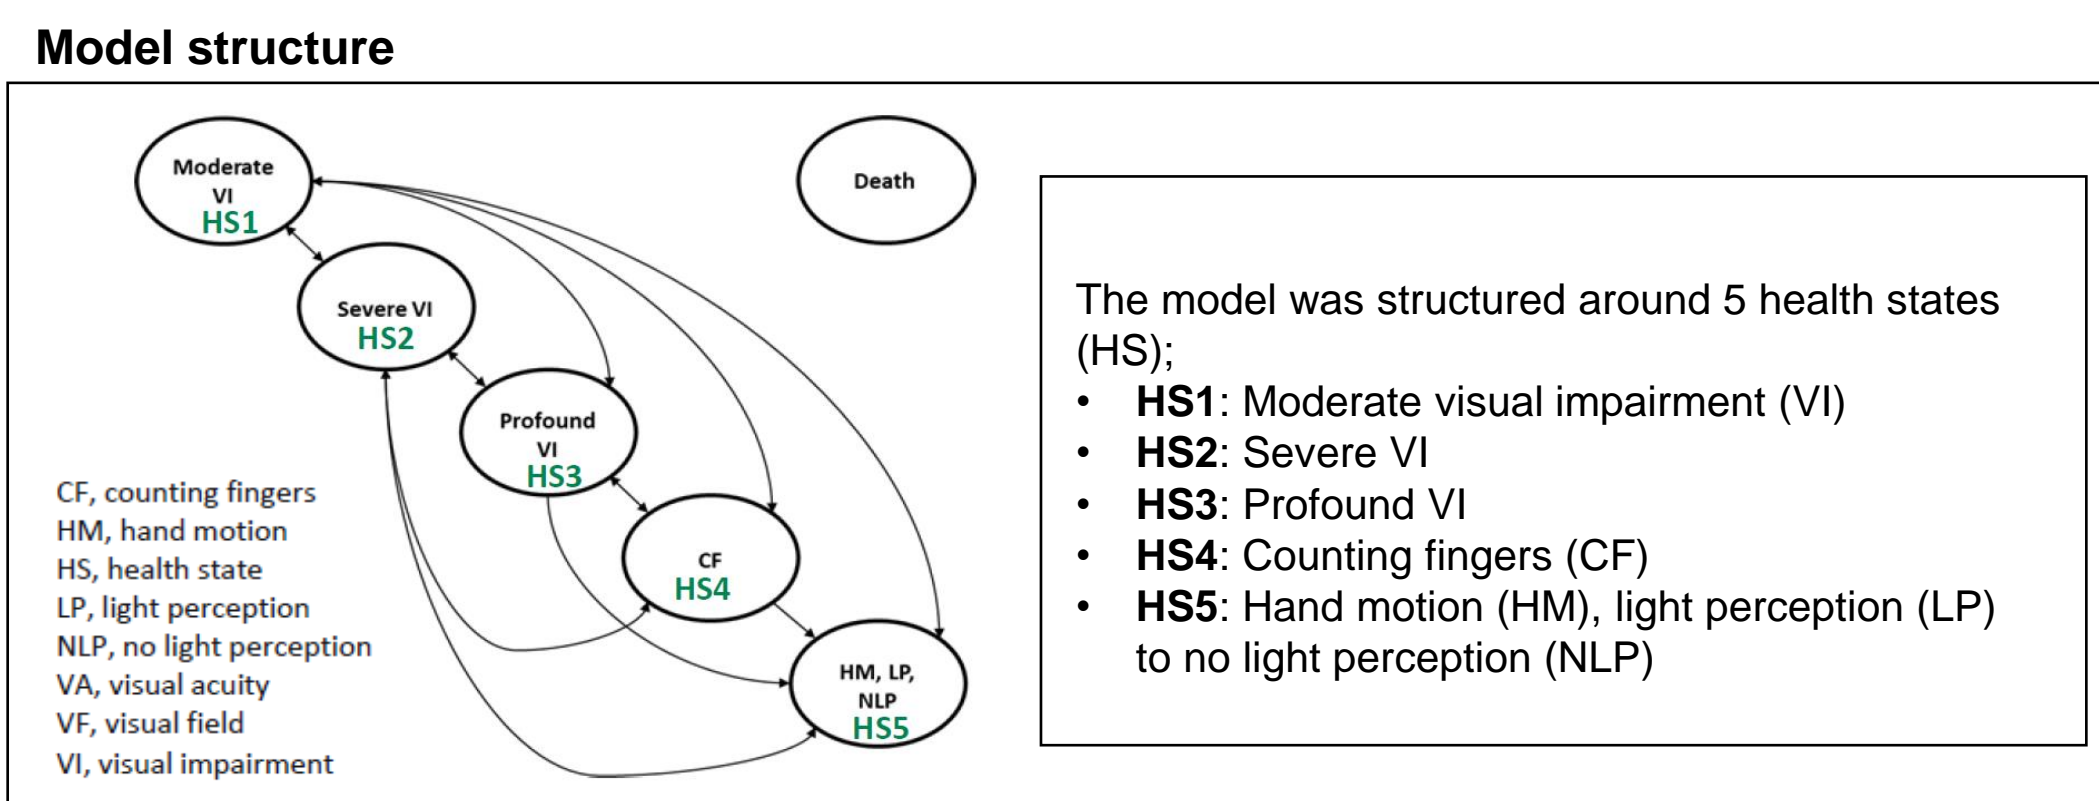 Model structure
Moderate
VI
HS1
Death
Severe VI
HS2
Profound
VI
HS3
CF
HS4
HM, LP,
NLP
HS5
CF, counting fingers
HM, hand motion
HS, health state
LP, light perception
NLP, no light perception
VA, visual acuity
VF, visual field
VI, visual impairment
The model was structured around 5 health states
(HS);
• HS1: Moderate visual impairment (VI)
• HS2: Severe VI
• HS3: Profound VI
• HS4: Counting fingers (CF)
• HS5: Hand motion (HM), light perception (LP)
to no light perception (NLP)